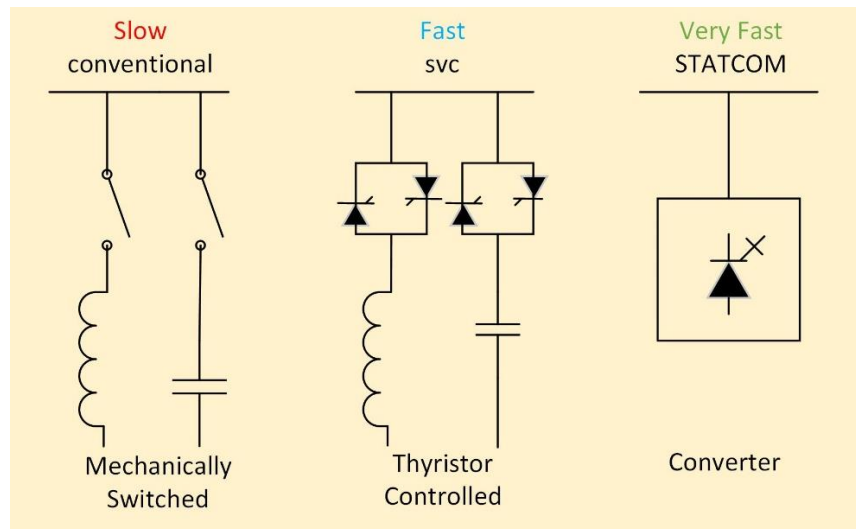 Slow
conventional
Fast
svc
Very Fast
STATCOM
Mechanically
Switched
Thyristor
Controlled
Converter